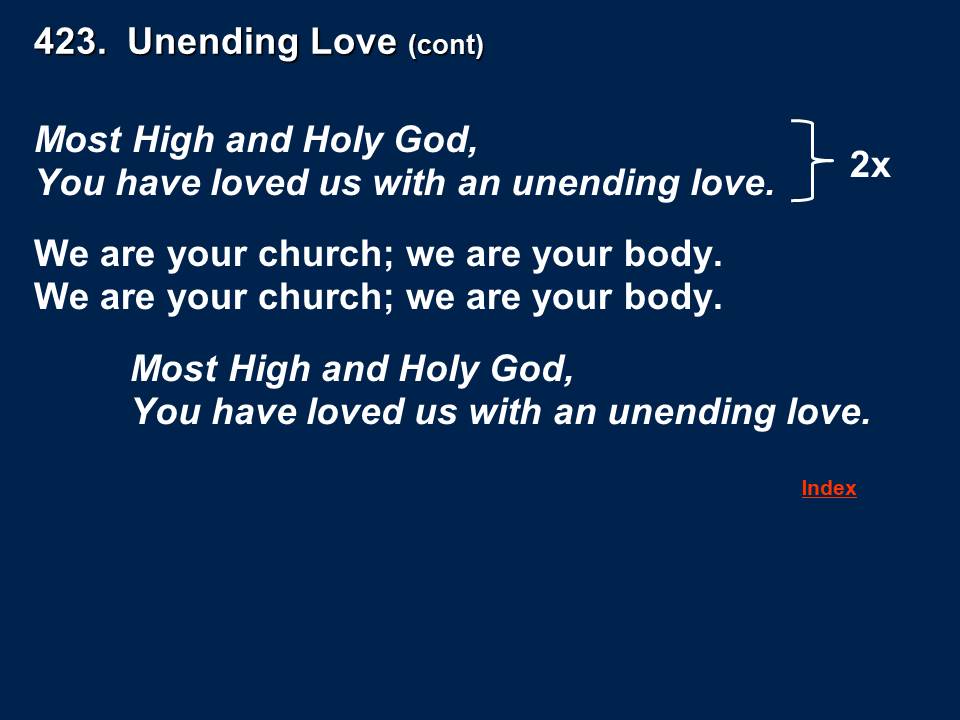 423. Unending Love (cont)
Most High and Holy God,
You have loved us with an unending love.
2x
We are your church; we are your body.
We are your church; we are your body.
Most High and Holy God,
You have loved us with an unending love.
Index